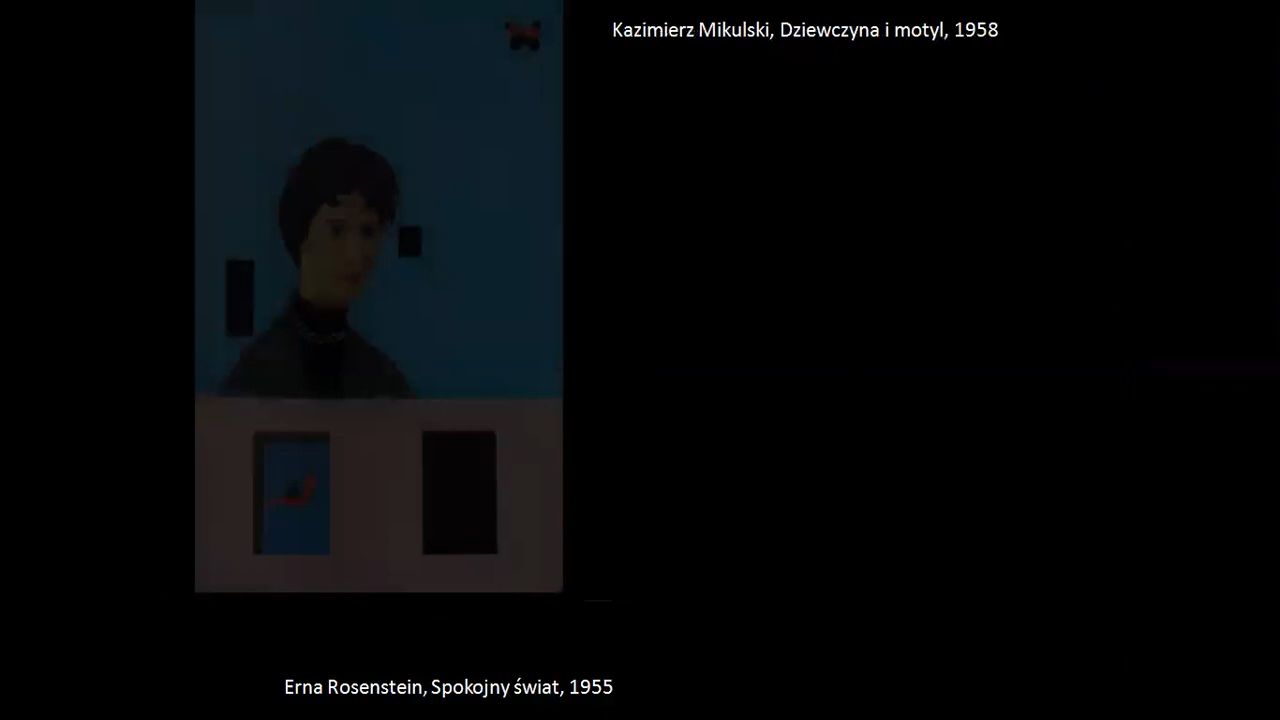 Kazimierz Mikulski, Dziewczyna i motyl, 1958
Erna Rosenstein, Spokojny świat, 1955